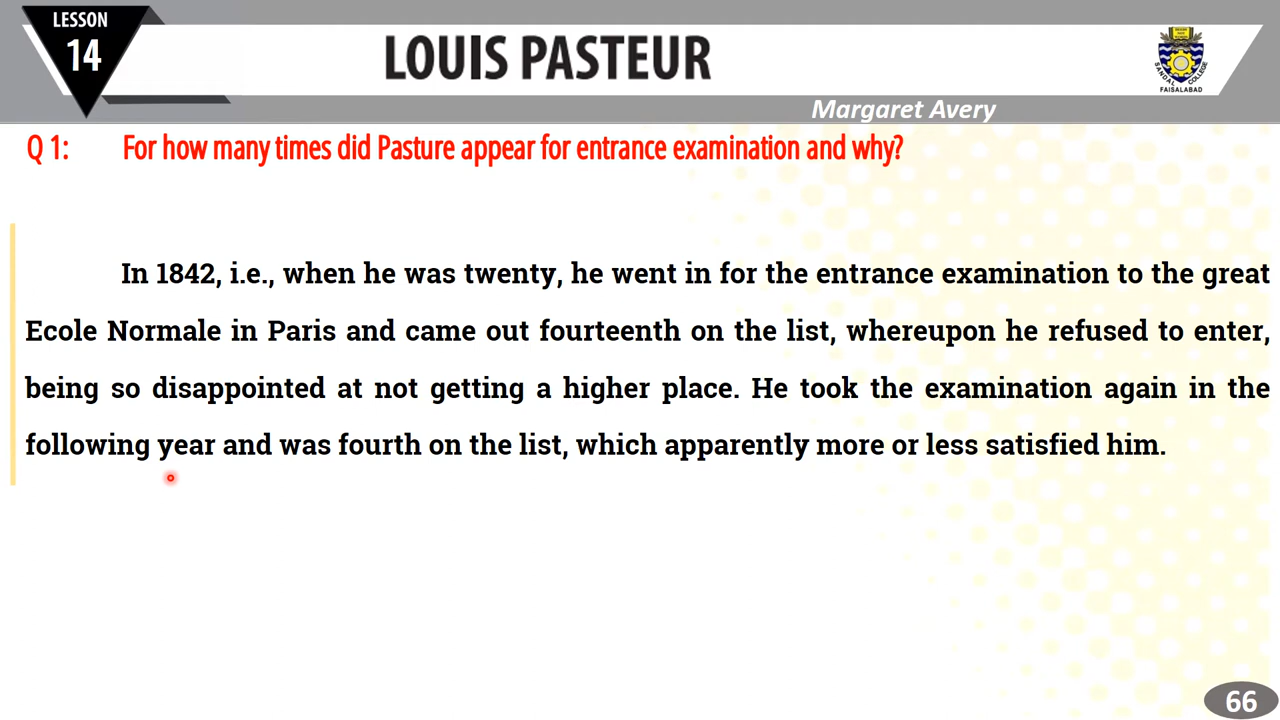 LESSON
14
LOUIS PASTEUR
SANDAL COLLEGE
FAISALABAD
Margaret Avery
Q 1: For how many times did Pasture appear for entrance examination and why?
In 1842, i.e., when he was twenty, he went in for the entrance examination to the great
Ecole Normale in Paris and came out fourteenth on the list, whereupon he refused to enter,
being so disappointed at not getting a higher place. He took the examination again in the
following year and was fourth on the list, which apparently more or less satisfied him.
66